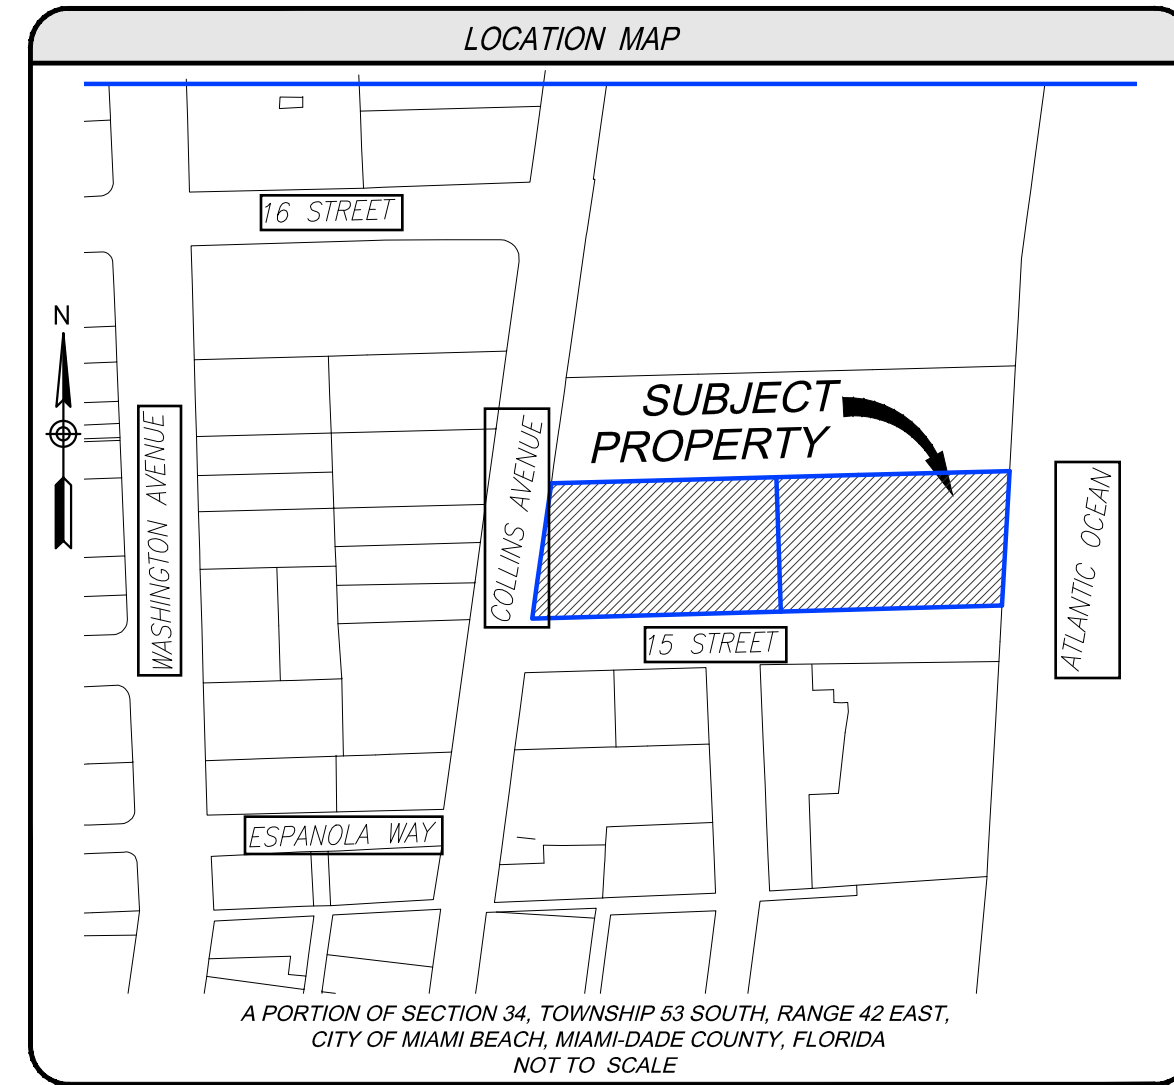 LOCATION MAP
16 STREET
N
SUBJECT
PROPERTY
WASHINGTON AVENUE
COLLINS AVENUE
ATLANTIC OCEAN
15 STREET
ESPANOLA WAY
A PORTION OF SECTION 34, TOWNSHIP 53 SOUTH, RANGE 42 EAST,
CITY OF MIAMI BEACH, MIAMI-DADE COUNTY, FLORIDA
NOT TO SCALE